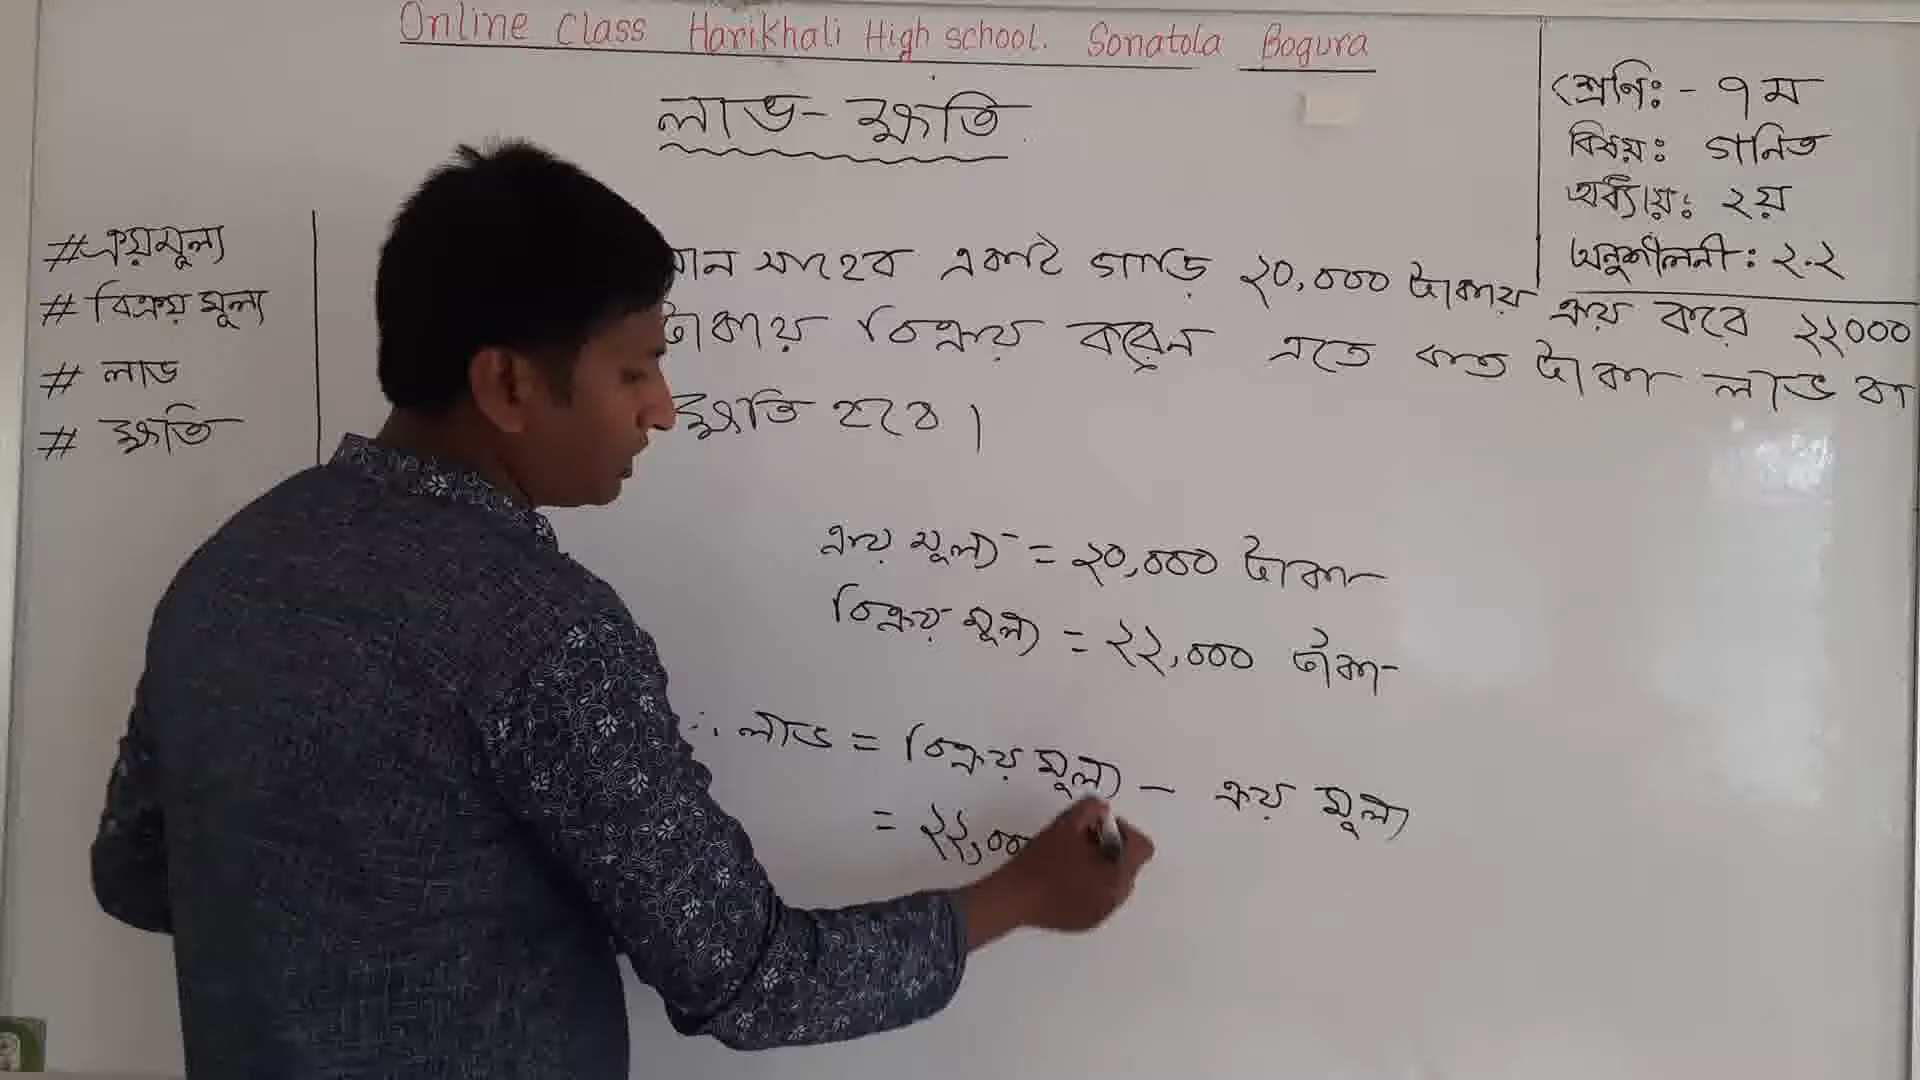 Online Class Harikhali High school. Sonatola Bogura
লাভ- ক্ষতি
শ্রেণিঃ - ৭ম
বিষয়ঃ গনিত
অধ্যায়ঃ ২য়
অনুশীলনী: ২.২
# ক্রয়মূল্য
# বিক্রয় মূল্য
# লাভ
# ক্ষতি
সাহেব একটি গাড়ি ২০,০০০ টাকায় ক্রয় করে ২২০০০
টাকায় বিক্রয় করেন এতে কত টাকা লাভ বা
ক্ষতি হবে।
ক্রয় মূল্য = ২০,০০০ টাকা
বিক্রয় মূল্য = ২২,০০০ টাকা
∴ লাভ = বিক্রয় মূল্য - ক্রয় মূল্য
= ২২,০০